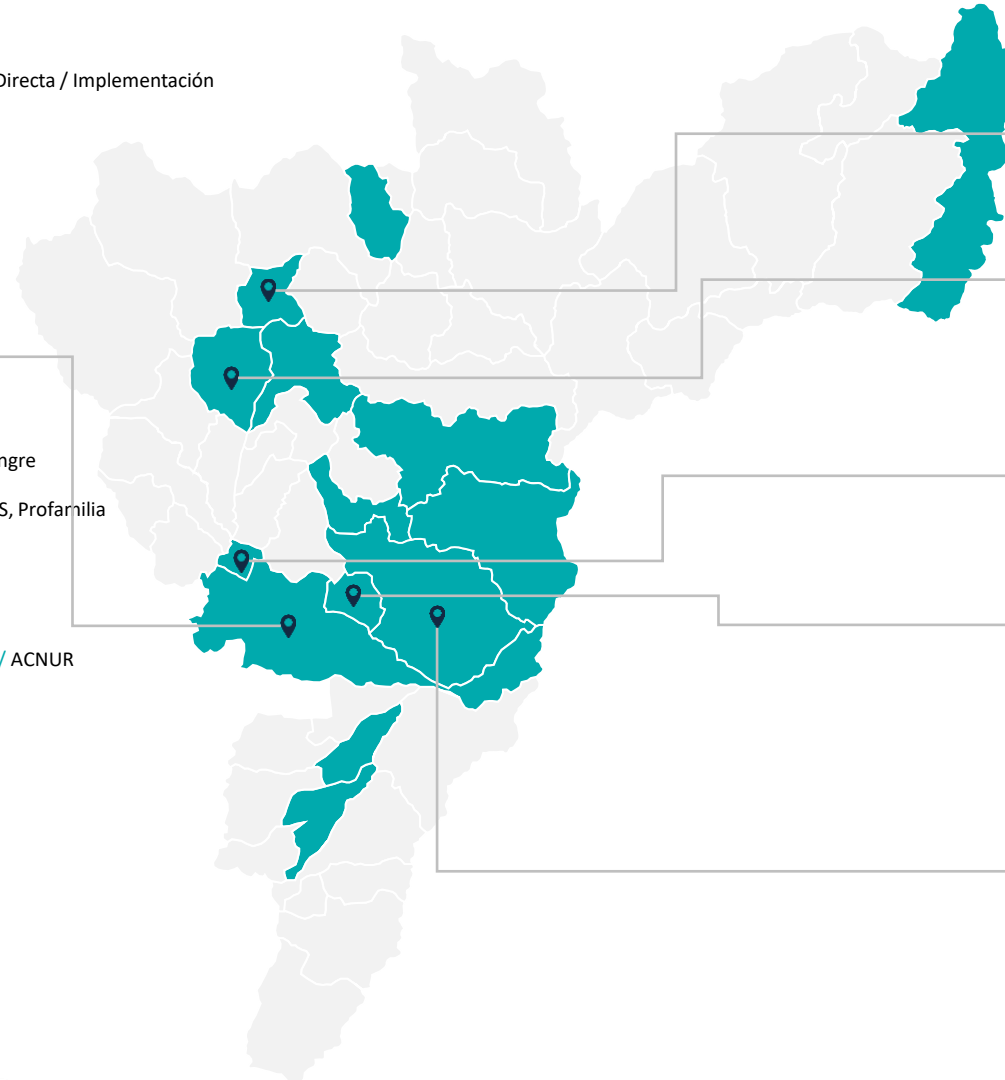 Directa / Implementación
ngre
S, Profamilia
/ ACNUR